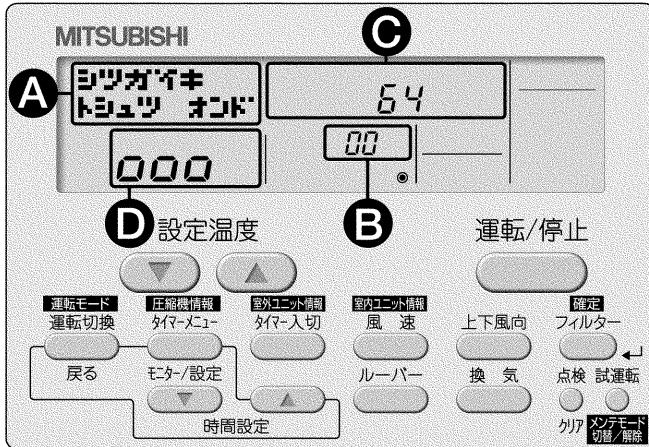 MITSUBISHI
C
A
シツガイキ
トシュツ オンド
64
00
000
D
B
設定温度
運転/停止
運転モード
圧縮機情報
室外ユニット情報
室内ユニット情報
確定
運転切換
タイマーメニュー
タイマー入切
風 速
上下風向
フィルター
戻る
モニター/設定
ルーバー
換 気
点検
試運転
時間設定
クリア
メンテモード
切替/解除